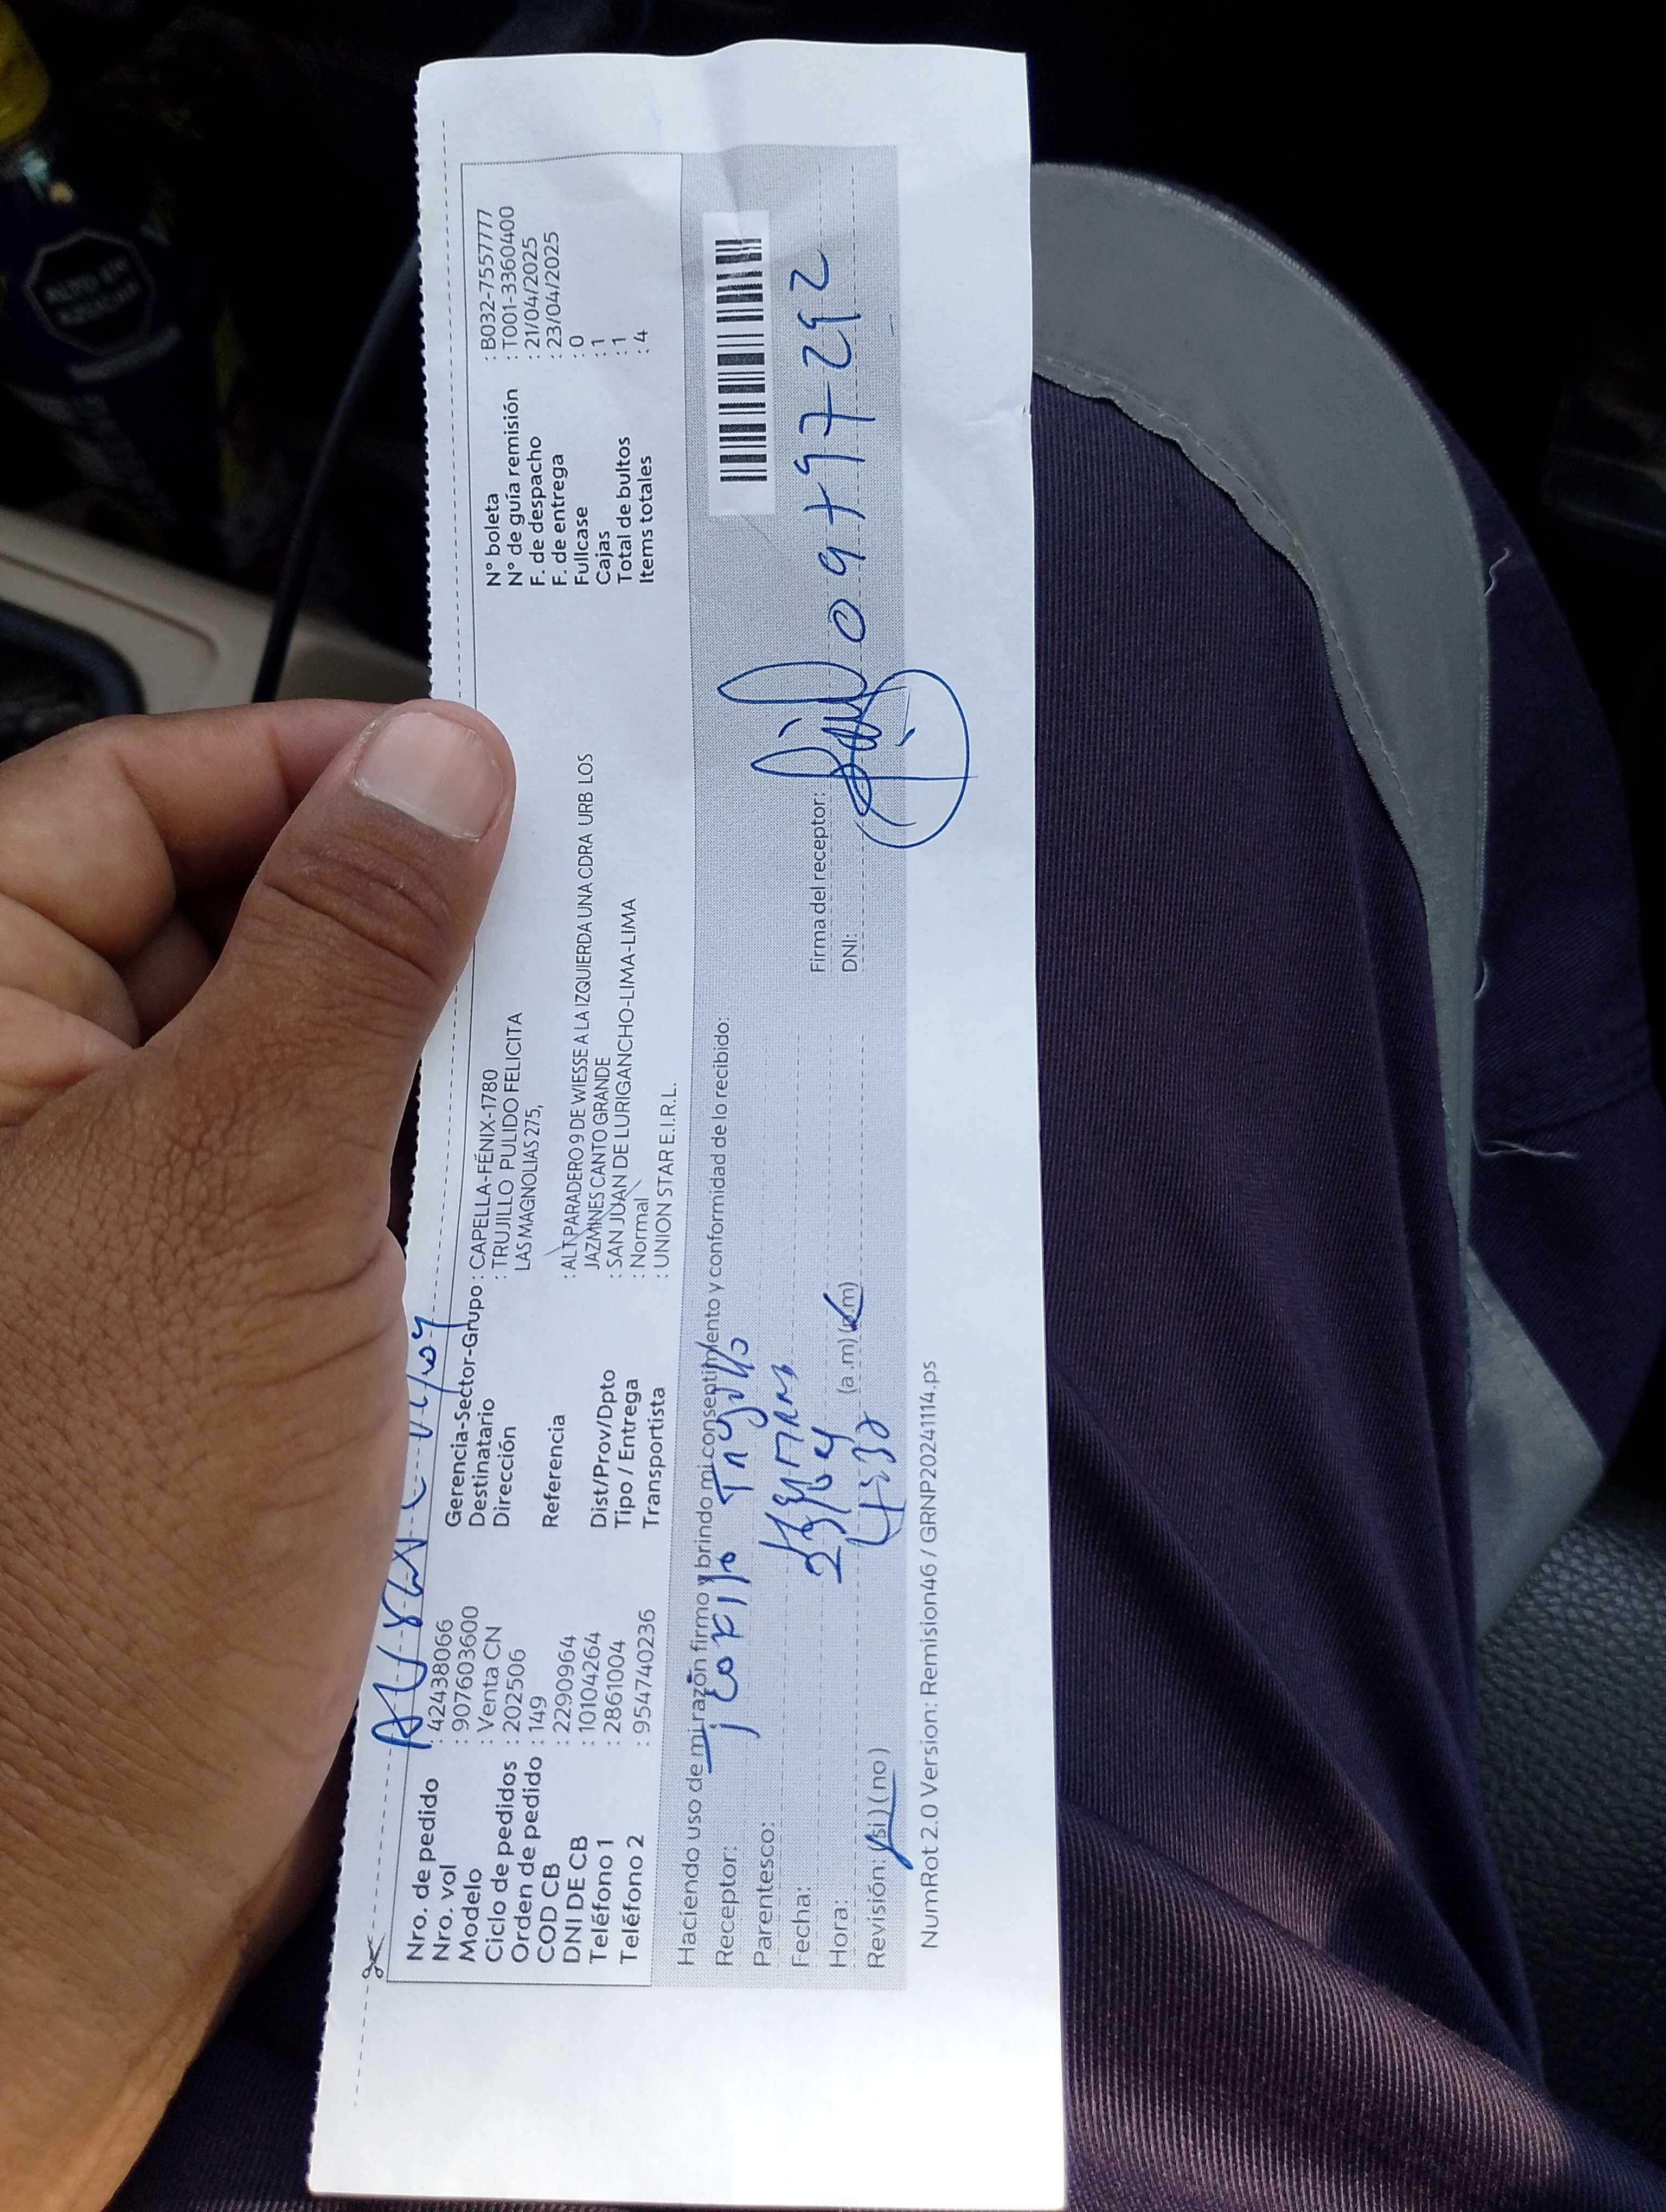 Nro. de pedido : 42438066
Nro. vol : 907603600
Modelo : Venta CN
Ciclo de pedidos : 202506
Orden de pedido : 149
COD CB : 2290964
DNI DE CB : 10104264
Teléfono 1 : 2861004
Teléfono 2 : 954740236
Gerencia-Sector-Grupo : CAPELLA-FÉNIX-1780
Destinatario : TRUJILLO PULIDO FELICITA
Dirección LAS MAGNOLIAS 275,
Referencia : ALT PARADERO 9 DE WIESSE A LA IZQUIERDA UNA CDRA URB LOS
JAZMINES CANTO GRANDE
Dist/Prov/Dpto : SAN JUAN DE LURIGANCHO-LIMA-LIMA
Tipo / Entrega : Normal
Transportista : UNION STAR E.I.R.L.
N° boleta : B032-7557777
N° de guía remisión : T001-3360400
F. de despacho : 21/04/2025
F. de entrega : 23/04/2025
Fullcase : 0
Cajas : 1
Total de bultos : 1
Items totales : 4
Haciendo uso de mi razón firmo y brindo mi consentimiento y conformidad de lo recibido:
Receptor:
Parentesco:
Fecha: 23/04
Hora: (a.m) (p.m)
Revisión: (si) (no)
Firma del receptor:
DNI:
NumRot 2.0 Version: Remision46 / GRNP20241114.ps